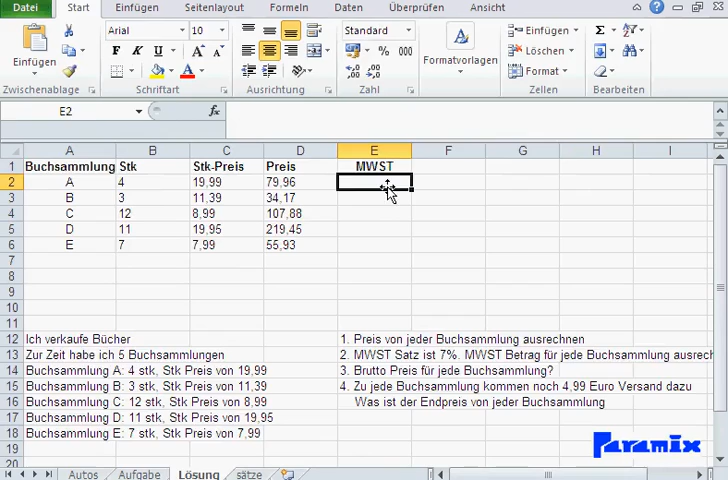 Datei Start Einfügen Seitenlayout Formeln Daten Überprüfen Ansicht
Arial 10 Standard Einfügen
Einfügen F K U A A % 000 Formatvorlagen Löschen
Format
Zwischenablage Schriftart Ausrichtung Zahl Zellen Bearbeiten
E2 fx
A B C D E F G H I
1 Buchsammlung Stk Stk-Preis Preis MWST
2 A 4 19,99 79,96
3 B 3 11,39 34,17
4 C 12 8,99 107,88
5 D 11 19,95 219,45
6 E 7 7,99 55,93
7
8
9
10
11
12 Ich verkaufe Bücher 1. Preis von jeder Buchsammlung ausrechnen
13 Zur Zeit habe ich 5 Buchsammlungen 2. MWST Satz ist 7%. MWST Betrag für jede Buchsammlung ausrech
14 Buchsammlung A: 4 stk, Stk Preis von 19,99 3. Brutto Preis für jede Buchsammlung?
15 Buchsammlung B: 3 stk, Stk Preis von 11,39 4. Zu jede Buchsammlung kommen noch 4,99 Euro Versand dazu
16 Buchsammlung C: 12 stk, Stk Preis von 8,99 Was ist der Endpreis von jeder Buchsammlung
17 Buchsammlung D: 11 stk, Stk Preis von 19,95
18 Buchsammlung E: 7 stk, Stk Preis von 7,99
19
20
Paramix
Autos Aufgabe Lösung sätze